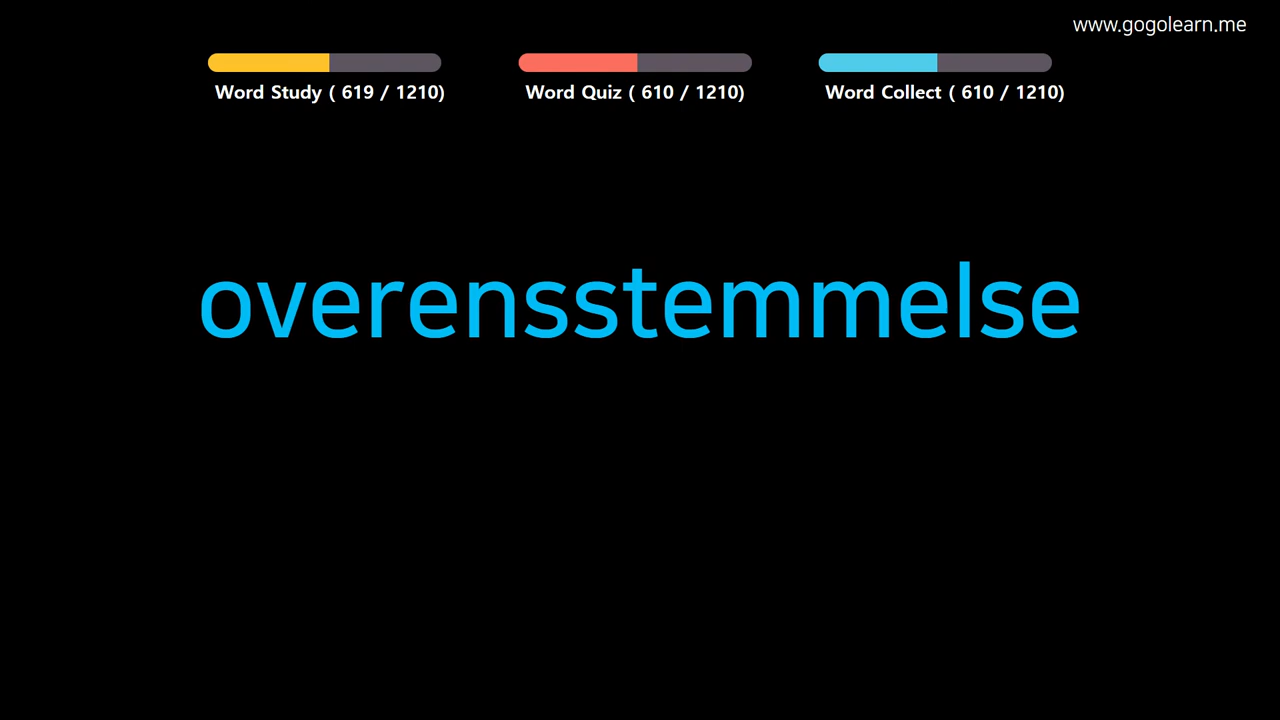 www.gogolearn.me
Word Study ( 619 / 1210)
Word Quiz ( 610 / 1210)
Word Collect ( 610 / 1210)
overensstemmelse